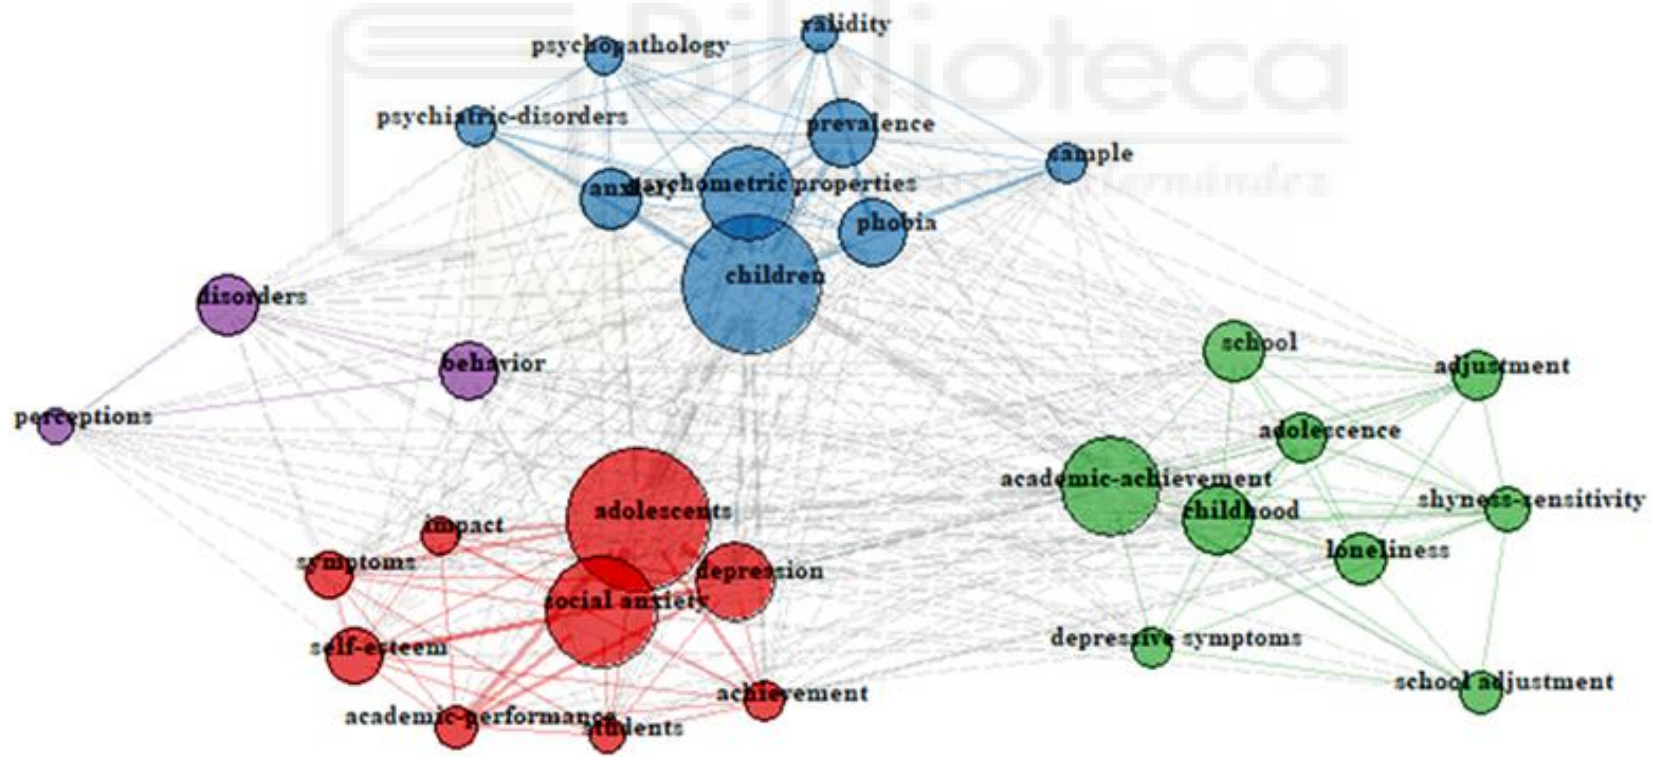 Biblioteca
Hernández
validity
psychopathology
psychiatric-disorders
prevalence
sample
anxiety
psychometric properties
phobia
children
disorders
behavior
perceptions
school
adjustment
adolescence
academic-achievement
childhood
shyness-sensitivity
loneliness
depressive symptoms
school adjustment
adolescents
impact
symptoms
depression
social anxiety
self-esteem
achievement
academic-performance
students